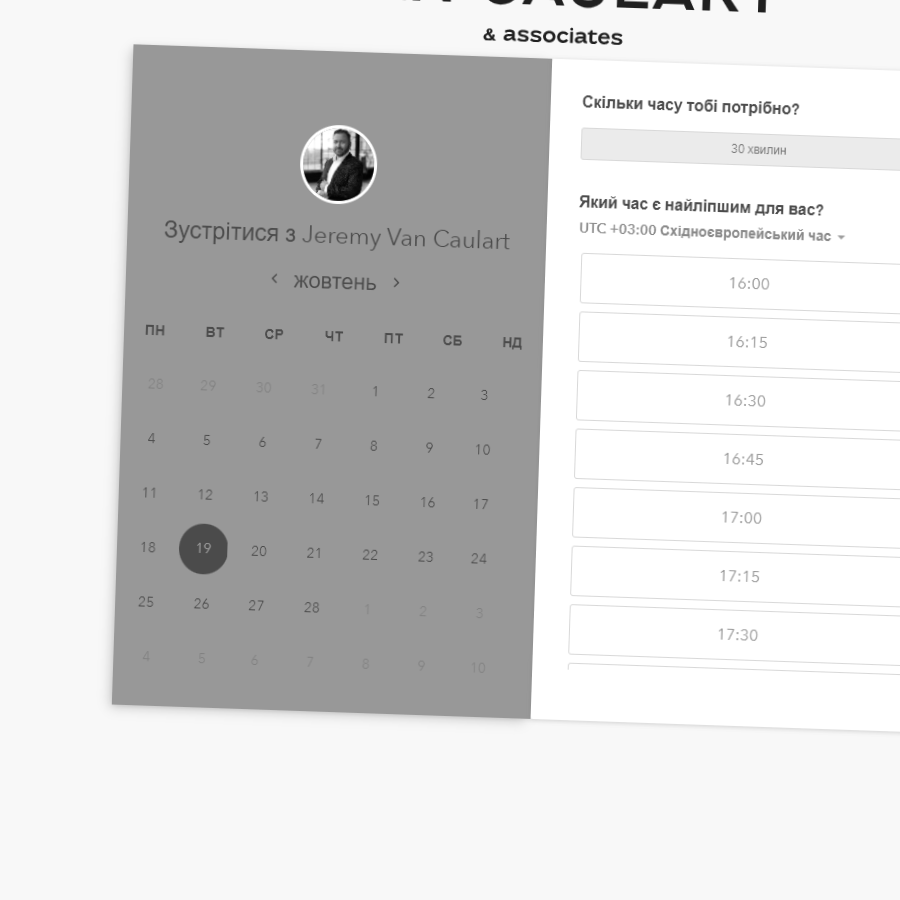 CAULART
& associates
Зустрітися з Jeremy Van Caulart
жовтень
ПН ВТ СР ЧТ ПТ СБ НД
28 29 30 31 1 2 3
4 5 6 7 8 9 10
11 12 13 14 15 16 17
18 19 20 21 22 23 24
25 26 27 28 1 2 3
4 5 6 7 8 9 10
Скільки часу тобі потрібно?
30 хвилин
Який час є найліпшим для вас?
UTC +03:00 Східноєвропейський час
16:00
16:15
16:30
16:45
17:00
17:15
17:30